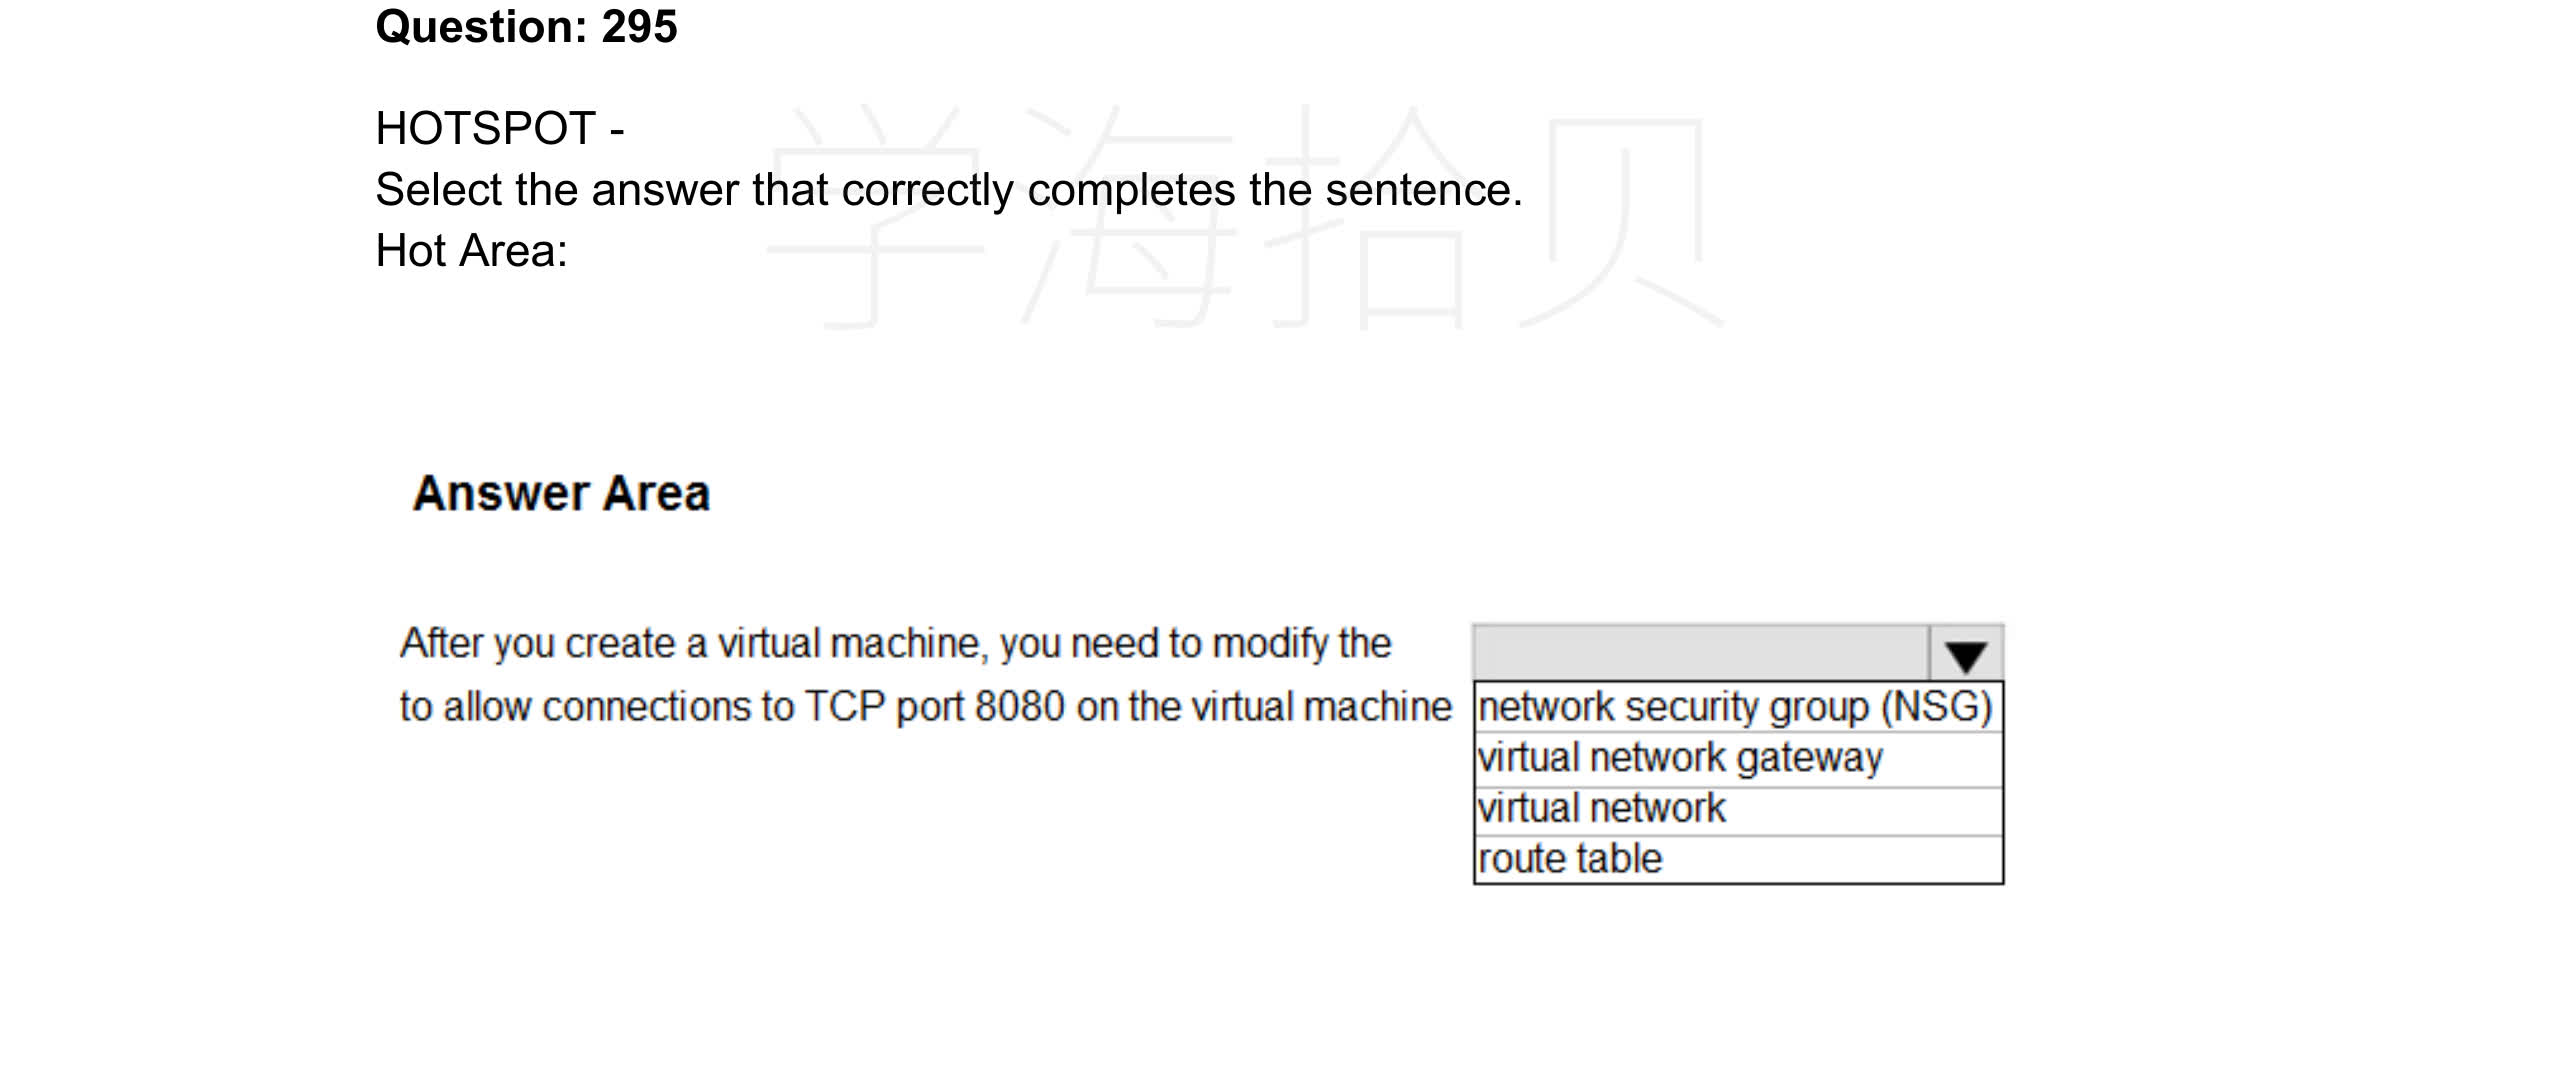 Question: 295
HOTSPOT -
学海拾贝
Select the answer that correctly completes the sentence.
Hot Area:
Answer Area
After you create a virtual machine, you need to modify the
to allow connections to TCP port 8080 on the virtual machine
network security group (NSG)
virtual network gateway
virtual network
route table